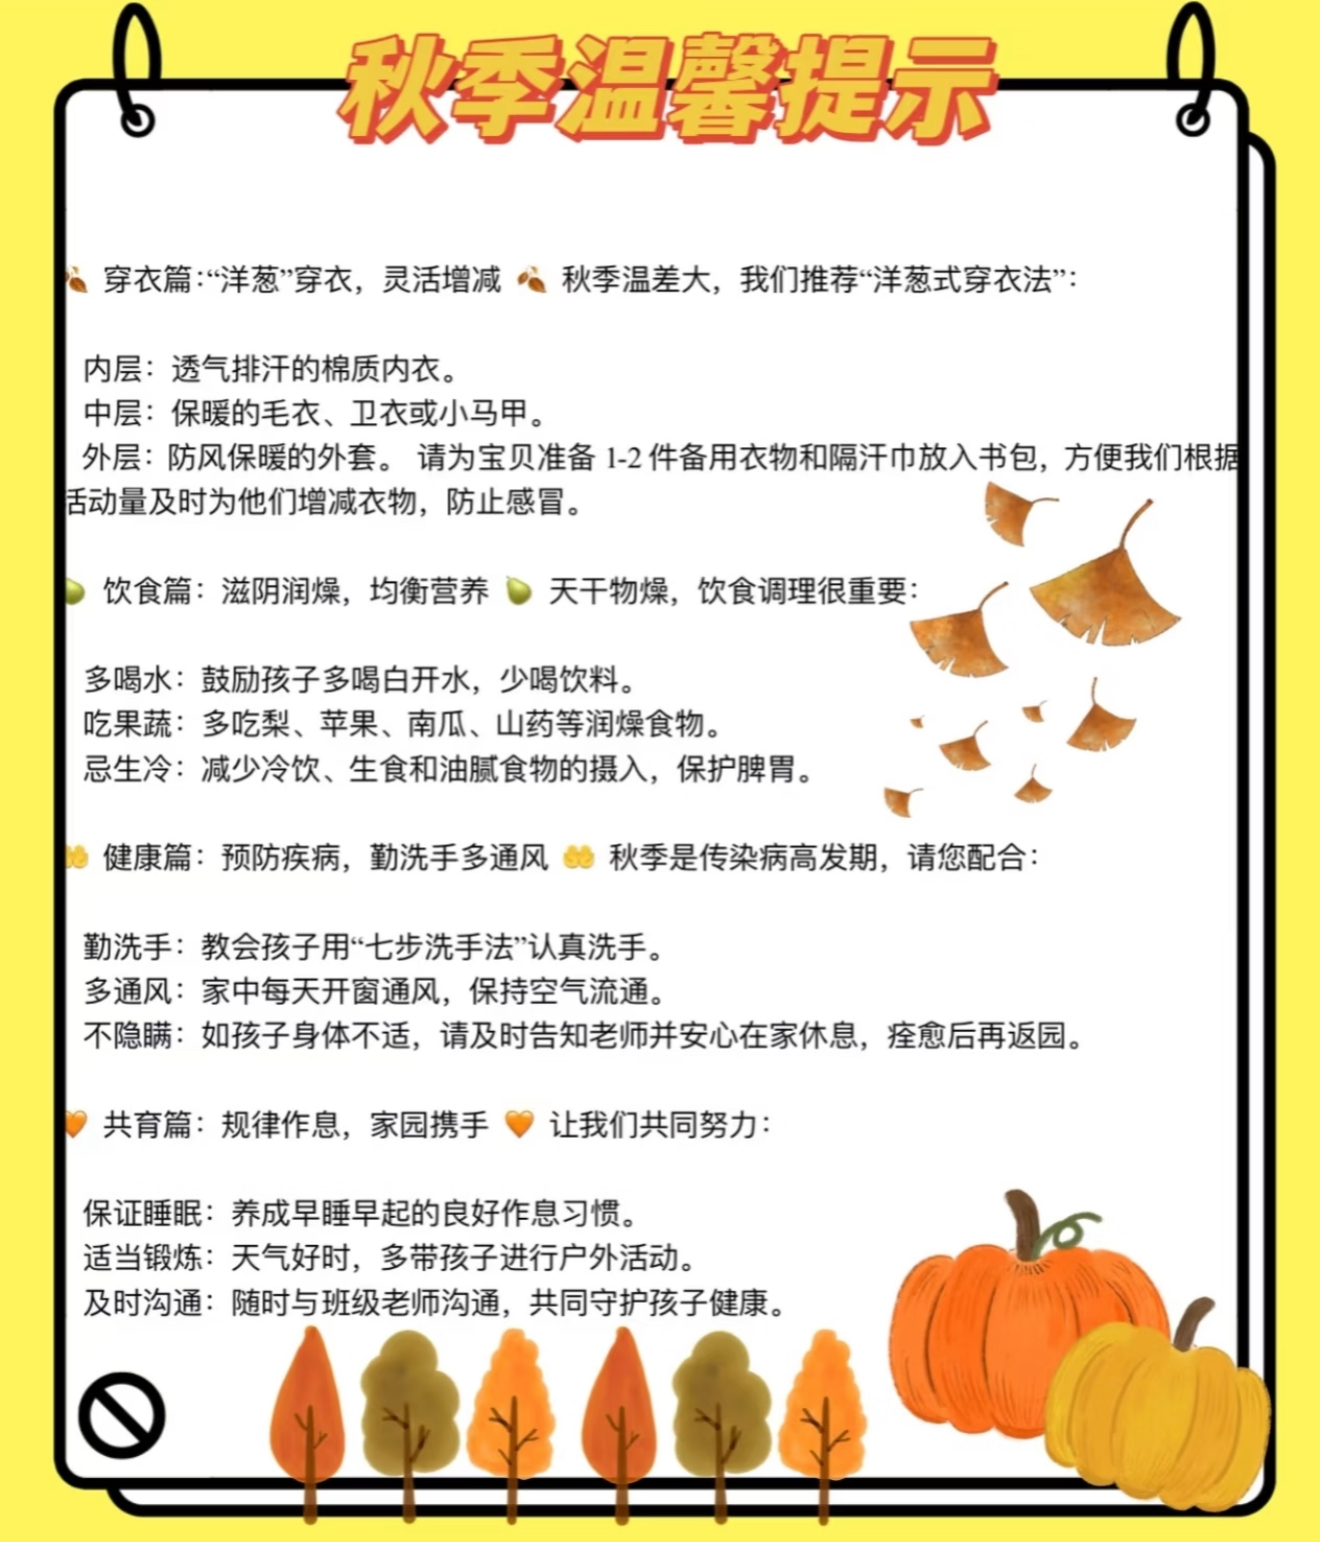 秋季温馨提示
🍂 穿衣篇：“洋葱”穿衣，灵活增减 🍂 秋季温差大，我们推荐“洋葱式穿衣法”：
内层：透气排汗的棉质内衣。
中层：保暖的毛衣、卫衣或小马甲。
外层：防风保暖的外套。 请为宝贝准备 1-2 件备用衣物和隔汗巾放入书包，方便我们根据
活动量及时为他们增减衣物，防止感冒。
🍐 饮食篇：滋阴润燥，均衡营养 🍐 天干物燥，饮食调理很重要：
多喝水：鼓励孩子多喝白开水，少喝饮料。
吃果蔬：多吃梨、苹果、南瓜、山药等润燥食物。
忌生冷：减少冷饮、生食和油腻食物的摄入，保护脾胃。
🤲 健康篇：预防疾病，勤洗手多通风 🤲 秋季是传染病高发期，请您配合：
勤洗手：教会孩子用“七步洗手法”认真洗手。
多通风：家中每天开窗通风，保持空气流通。
不隐瞒：如孩子身体不适，请及时告知老师并安心在家休息，痊愈后再返园。
🧡 共育篇：规律作息，家园携手 🧡 让我们共同努力：
保证睡眠：养成早睡早起的良好作息习惯。
适当锻炼：天气好时，多带孩子进行户外活动。
及时沟通：随时与班级老师沟通，共同守护孩子健康。